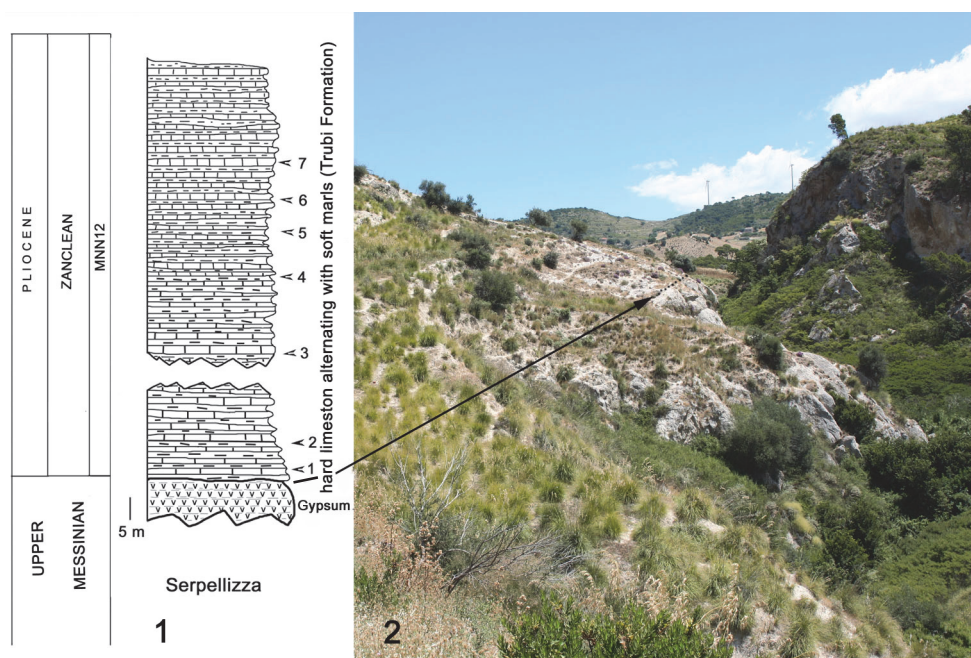 PLIOCENE
ZANCLEAN
MNN12
UPPER
MESSINIAN
7
6
5
4
3
2
1
hard limeston alternating with soft marls (Trubi Formation)
Gypsum
5 m
Serpellizza
1
2